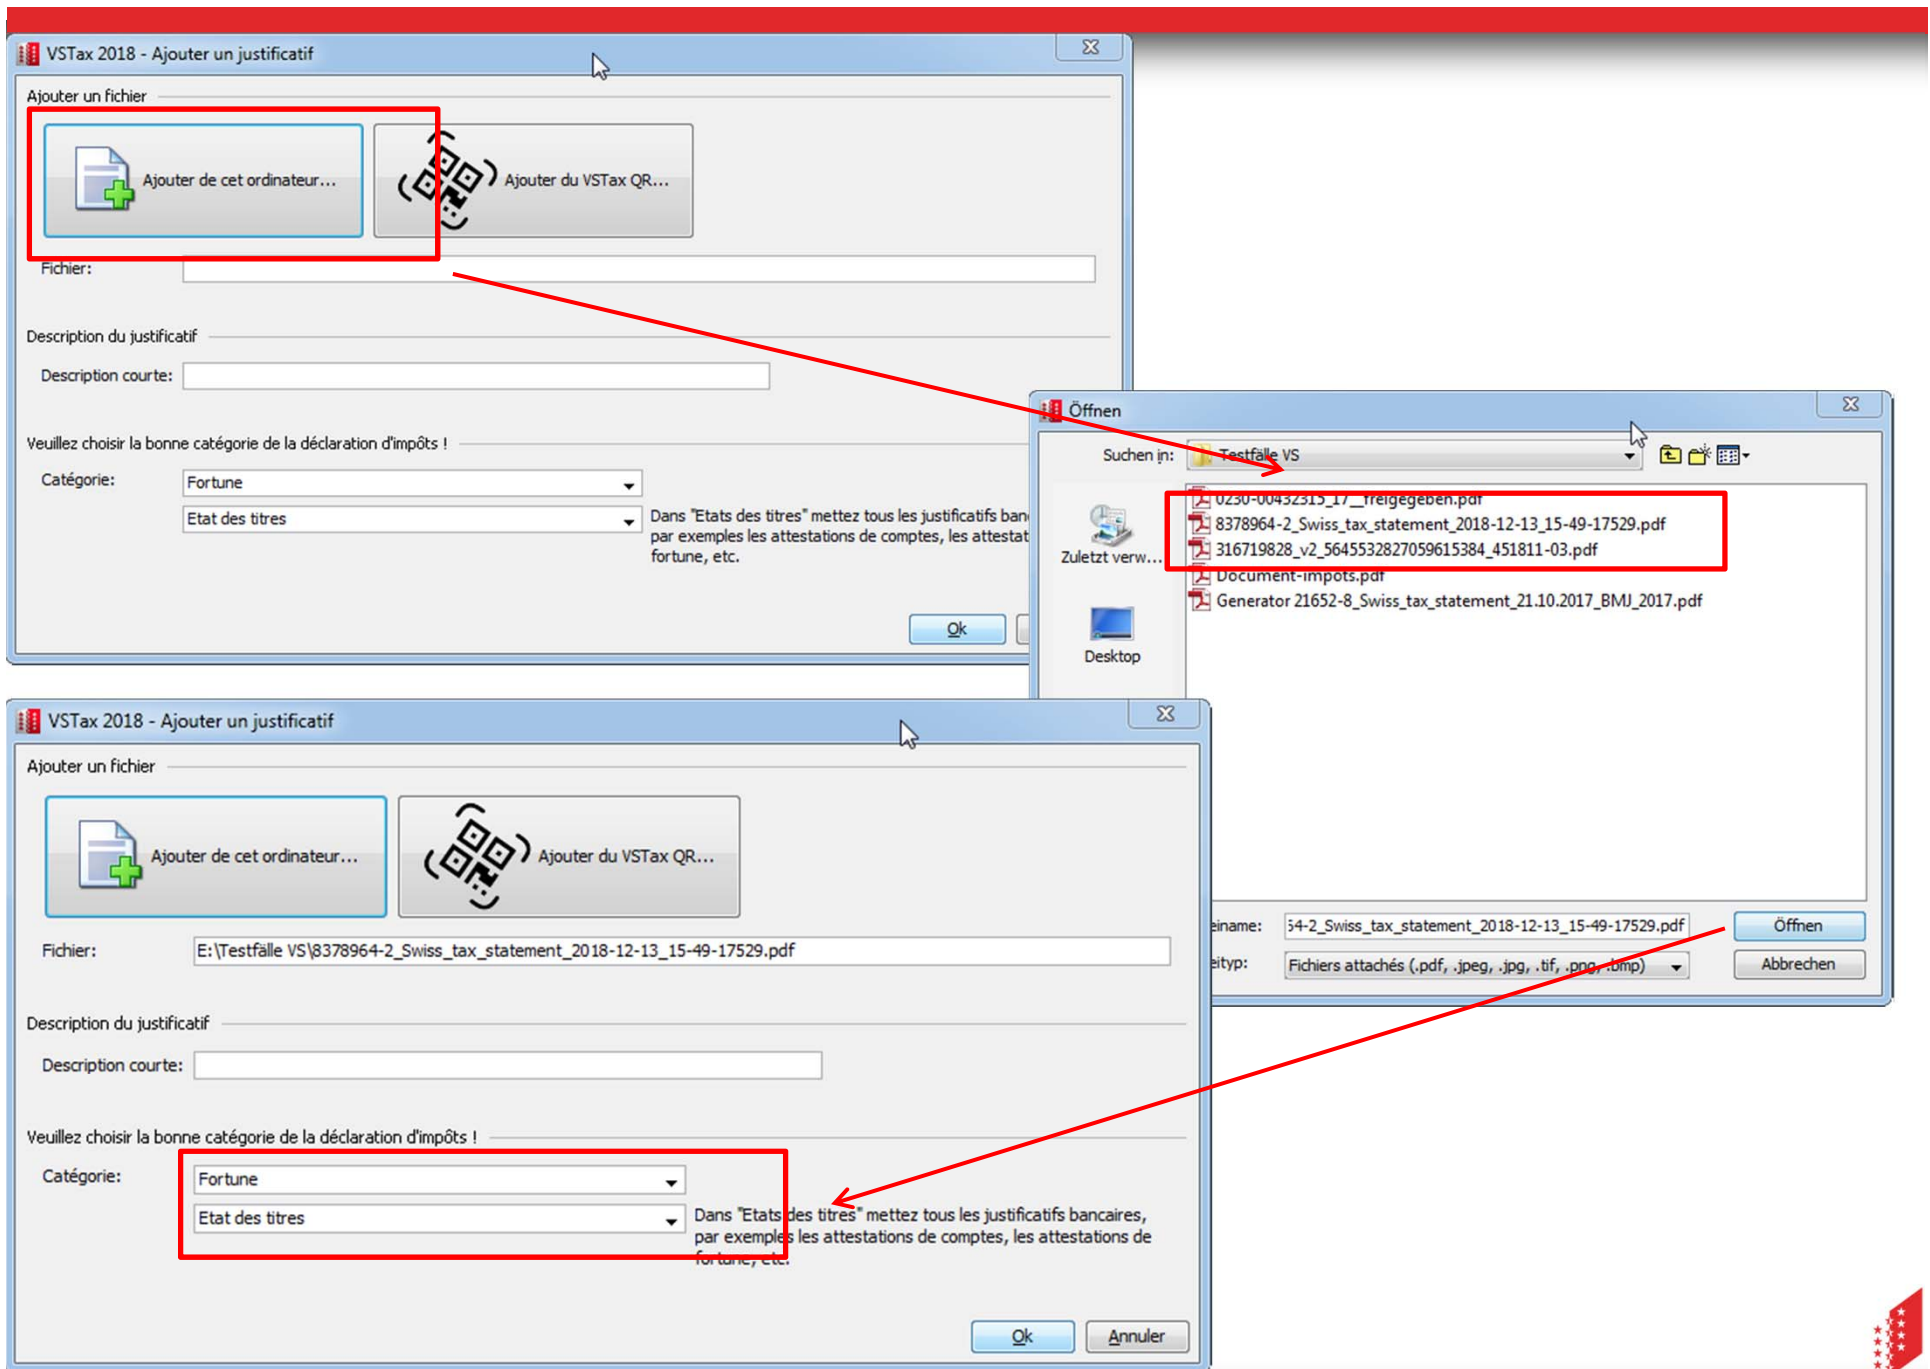 VSTax 2018 - Ajouter un justificatif
Ajouter un fichier
Ajouter de cet ordinateur...
Ajouter du VSTax QR...
Fichier:
Description du justificatif
Description courte:
Veuillez choisir la bonne catégorie de la déclaration d'impôts !
Catégorie:
Fortune
Etat des titres
Dans "Etats des titres" mettez tous les justificatifs ban
par exemples les attestations de comptes, les attestat
fortune, etc.
Ok
Öffnen
Suchen in:
Testfälle VS
0230-00432315_17__freigegeben.pdf
8378964-2_Swiss_tax_statement_2018-12-13_15-49-17529.pdf
316719828_v2_5645532827059615384_451811-03.pdf
Document-impots.pdf
Generator 21652-8_Swiss_tax_statement_21.10.2017_BMJ_2017.pdf
Zuletzt verw...
Desktop
einame:
54-2_Swiss_tax_statement_2018-12-13_15-49-17529.pdf
Öffnen
eityp:
Fichiers attachés (.pdf, .jpeg, .jpg, .tif, .png, .bmp)
Abbrechen
VSTax 2018 - Ajouter un justificatif
Ajouter un fichier
Ajouter de cet ordinateur...
Ajouter du VSTax QR...
Fichier:
E:\Testfälle VS\8378964-2_Swiss_tax_statement_2018-12-13_15-49-17529.pdf
Description du justificatif
Description courte:
Veuillez choisir la bonne catégorie de la déclaration d'impôts !
Catégorie:
Fortune
Etat des titres
Dans "Etats des titres" mettez tous les justificatifs bancaires,
par exemples les attestations de comptes, les attestations de
fortune, etc.
Ok
Annuler